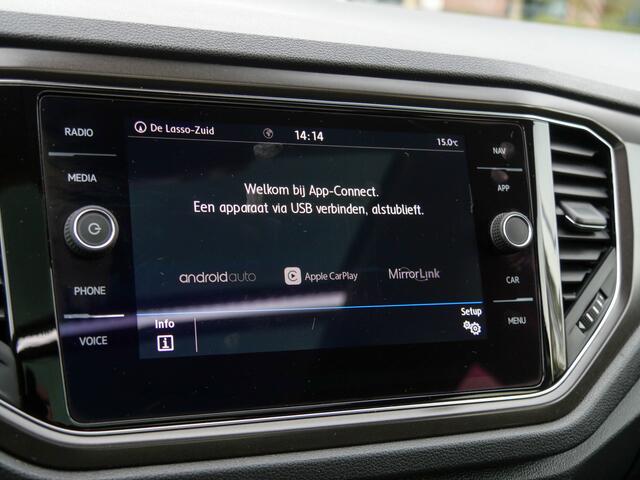 RADIO
MEDIA
PHONE
VOICE
De Lasso-Zuid
14:14
15.0°C
Welkom bij App-Connect.
Een apparaat via USB verbinden, alstublieft.
androidauto
Apple CarPlay
MirrorLink
Info
i
Setup
NAV
APP
CAR
MENU